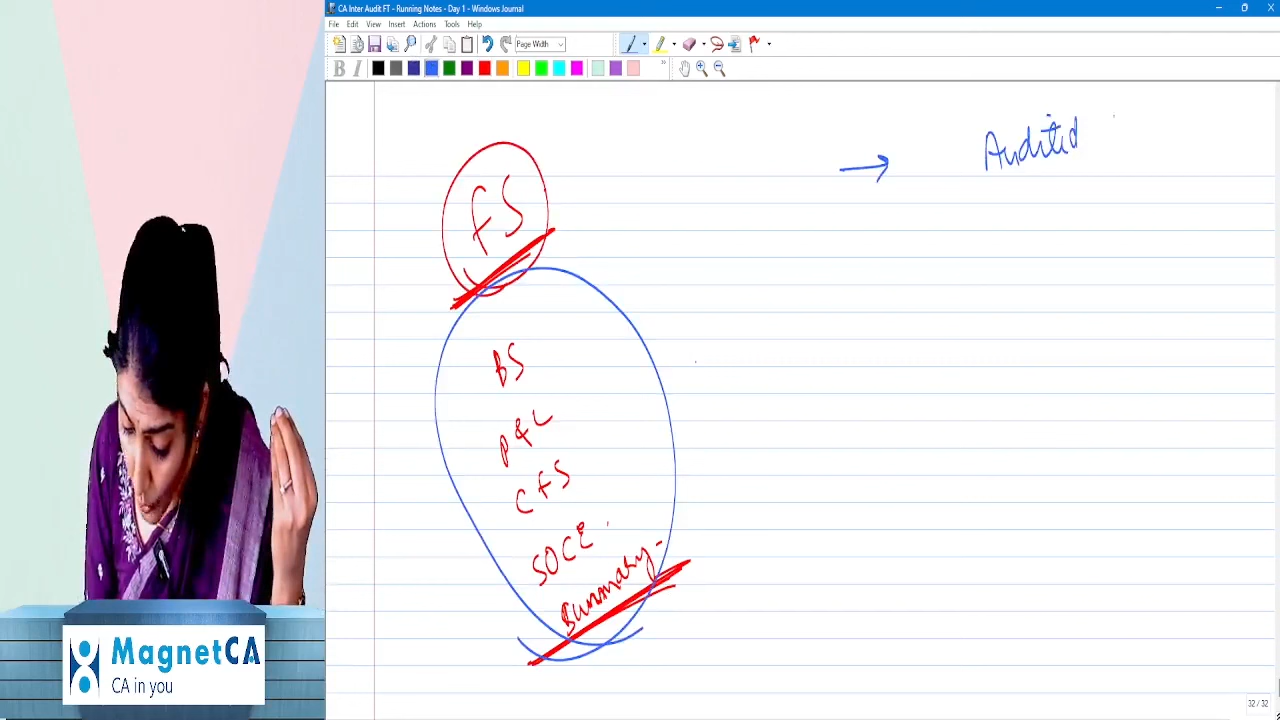 CA Inter Audit FT - Running Notes - Day 1 - Windows Journal
File Edit View Insert Actions Tools Help
Page Width
B I
→ Audited
FS
BS
P&L
CFS
SOCE
Summary
MagnetCA
CA in you
32 / 32